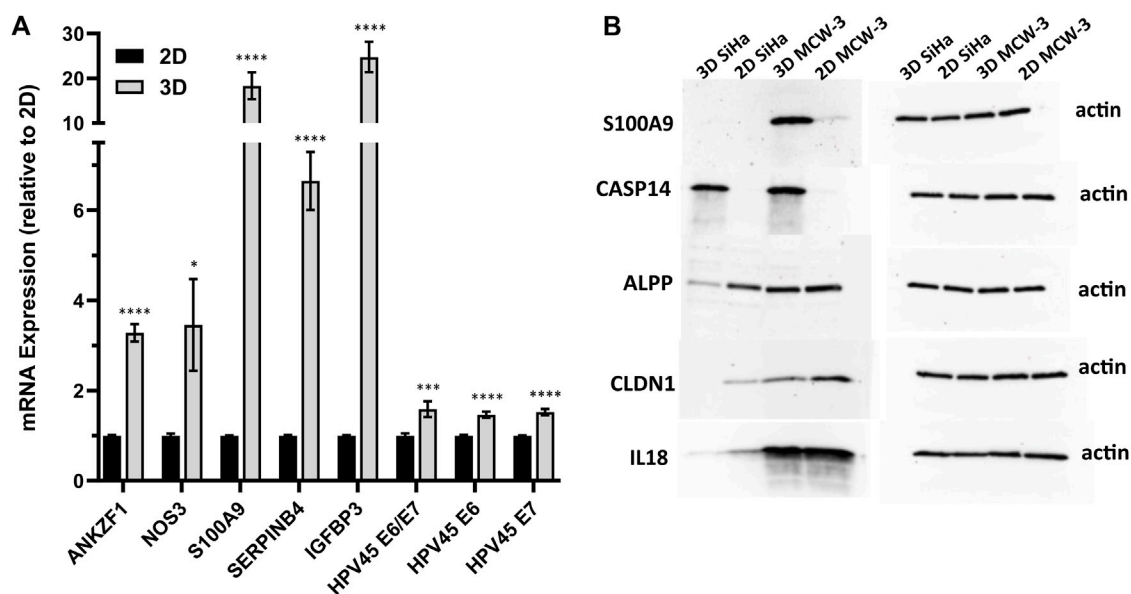 A
mRNA Expression (relative to 2D)
30
20
10
6
4
2
0
2D
3D
****
*
****
****
****
***
****
****
ANKZF1
NOS3
S100A9
SERPINB4
IGFBP3
HPV45 E6/E7
HPV45 E6
HPV45 E7
B
3D SiHa
2D SiHa
3D MCW-3
2D MCW-3
3D SiHa
2D SiHa
3D MCW-3
2D MCW-3
S100A9
actin
CASP14
actin
ALPP
actin
CLDN1
actin
IL18
actin